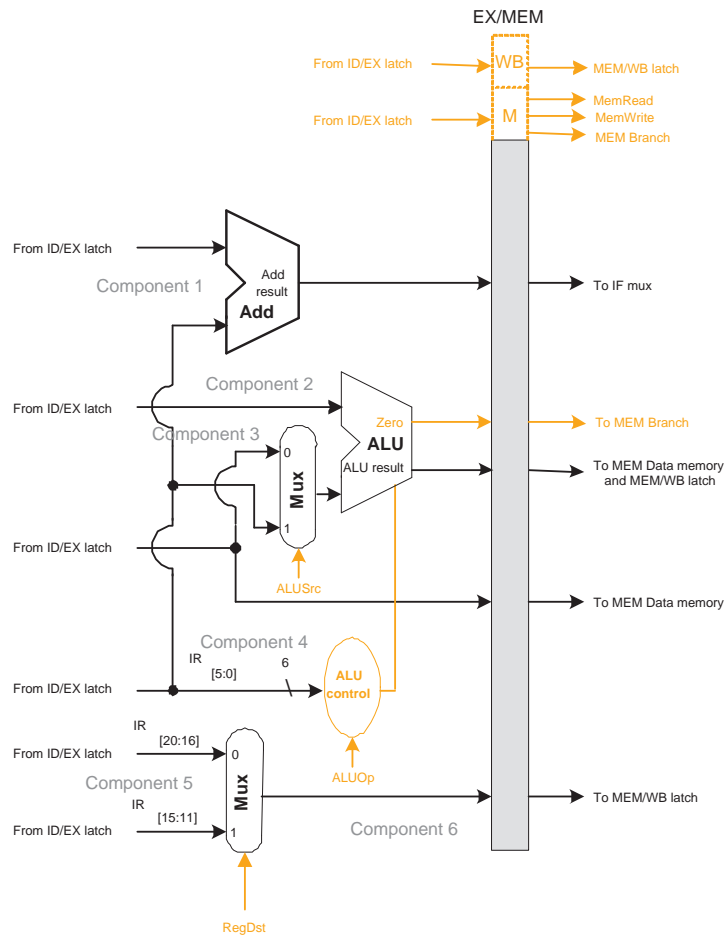 EX/MEM
From ID/EX latch
WB
MEM/WB latch
MemRead
From ID/EX latch
M
MemWrite
MEM Branch
From ID/EX latch
Component 1
Add
result
Add
To IF mux
Component 2
From ID/EX latch
Zero
To MEM Branch
Component 3
0
ALU
ALU result
Mux
1
To MEM Data memory
and MEM/WB latch
From ID/EX latch
ALUSrc
To MEM Data memory
Component 4
IR
[5:0]
6
ALU
control
From ID/EX latch
IR
[20:16]
From ID/EX latch
0
ALUOp
Component 5
Mux
To MEM/WB latch
IR
[15:11]
From ID/EX latch
1
Component 6
RegDst